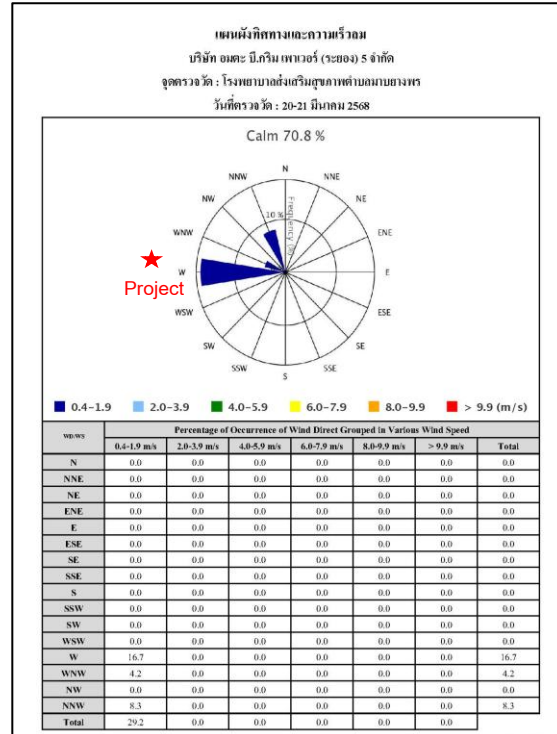 แผนผังทิศทางและความเร็วลม
บริษัท อมตะ บี.กริม เพาเวอร์ (ระยอง) 5 จำกัด
จุดตรวจวัด : โรงพยาบาลส่งเสริมสุขภาพตำบลมาบยางพร
วันที่ตรวจวัด : 20-21 มีนาคม 2568
Calm 70.8 %
N
NNW NNE
NW NE
10 %
Frequency (%)
WNW ENE
W E
Project
WSW ESE
SW SE
SSW SSE
S
0.4-1.9 2.0-3.9 4.0-5.9 6.0-7.9 8.0-9.9 > 9.9 (m/s)
WD/WS Percentage of Occurrence of Wind Direct Grouped in Various Wind Speed
0.4-1.9 m/s 2.0-3.9 m/s 4.0-5.9 m/s 6.0-7.9 m/s 8.0-9.9 m/s > 9.9 m/s Total
N 0.0 0.0 0.0 0.0 0.0 0.0 0.0
NNE 0.0 0.0 0.0 0.0 0.0 0.0 0.0
NE 0.0 0.0 0.0 0.0 0.0 0.0 0.0
ENE 0.0 0.0 0.0 0.0 0.0 0.0 0.0
E 0.0 0.0 0.0 0.0 0.0 0.0 0.0
ESE 0.0 0.0 0.0 0.0 0.0 0.0 0.0
SE 0.0 0.0 0.0 0.0 0.0 0.0 0.0
SSE 0.0 0.0 0.0 0.0 0.0 0.0 0.0
S 0.0 0.0 0.0 0.0 0.0 0.0 0.0
SSW 0.0 0.0 0.0 0.0 0.0 0.0 0.0
SW 0.0 0.0 0.0 0.0 0.0 0.0 0.0
WSW 0.0 0.0 0.0 0.0 0.0 0.0 0.0
W 16.7 0.0 0.0 0.0 0.0 0.0 16.7
WNW 4.2 0.0 0.0 0.0 0.0 0.0 4.2
NW 0.0 0.0 0.0 0.0 0.0 0.0 0.0
NNW 8.3 0.0 0.0 0.0 0.0 0.0 8.3
Total 29.2 0.0 0.0 0.0 0.0 0.0